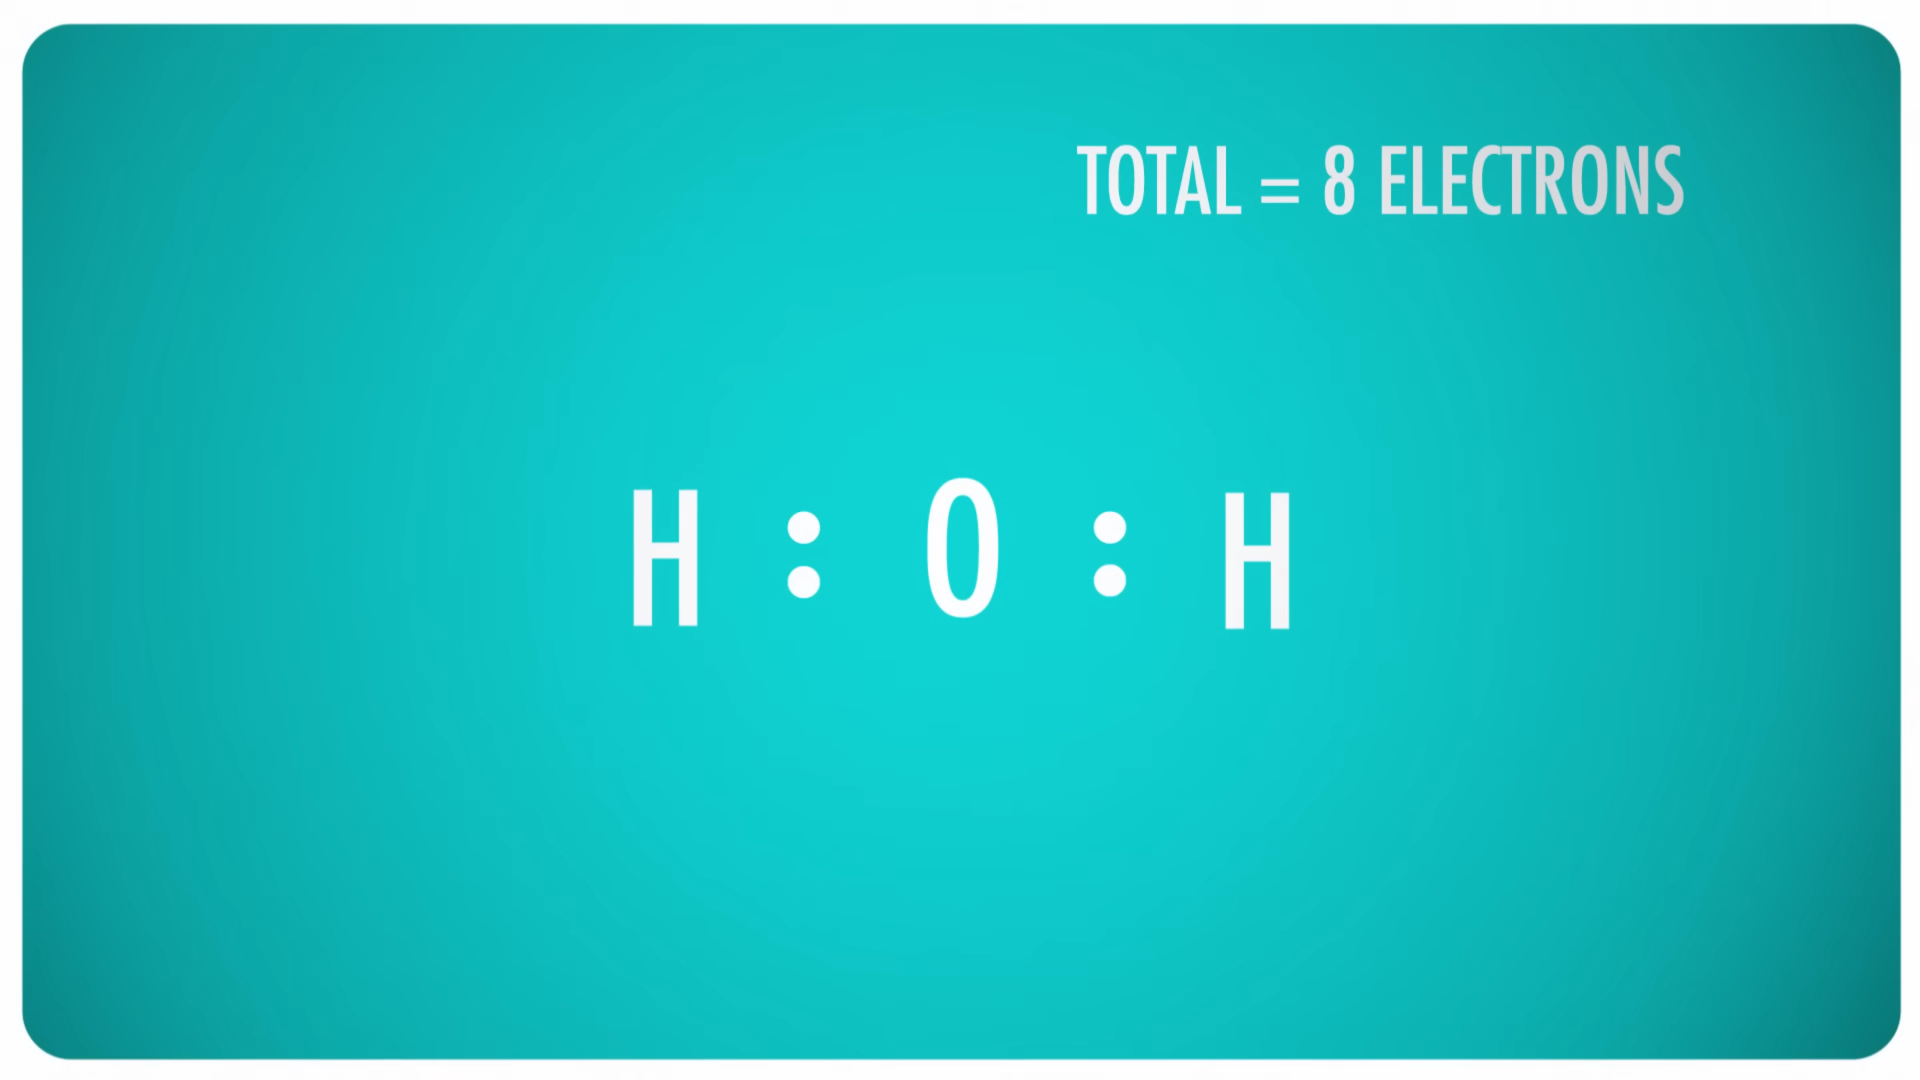 TOTAL = 8 ELECTRONS
H : O : H